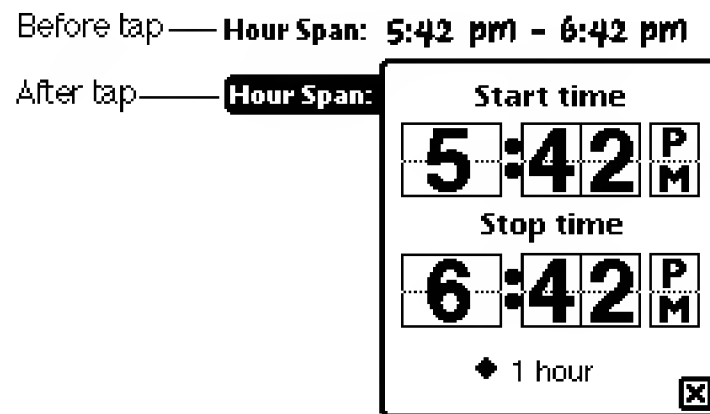 Before tap Hour Span: 5:42 pm - 6:42 pm
After tap Hour Span:
Start time
5:42 PM
Stop time
6:42 PM
◆ 1 hour